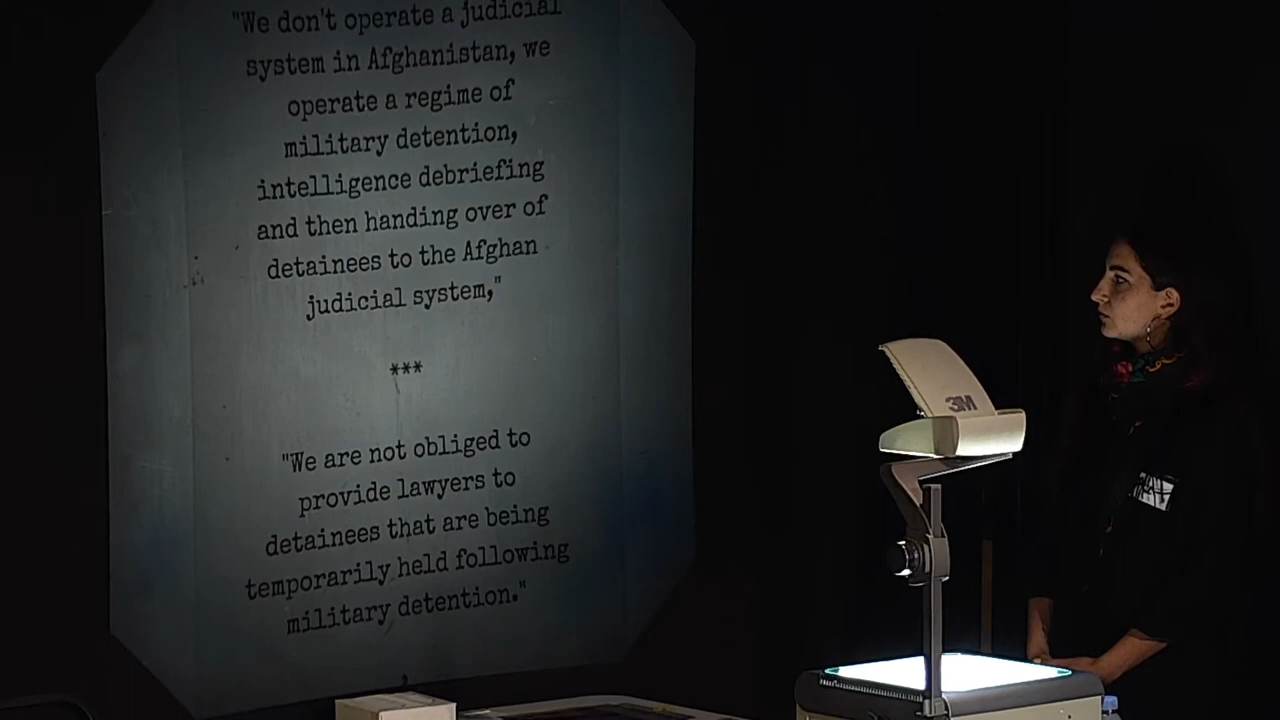 "We don't operate a judicial
system in Afghanistan, we
operate a regime of
military detention,
intelligence debriefing
and then handing over of
detainees to the Afghan
judicial system,"
***
"We are not obliged to
provide lawyers to
detainees that are being
temporarily held following
military detention."
3M